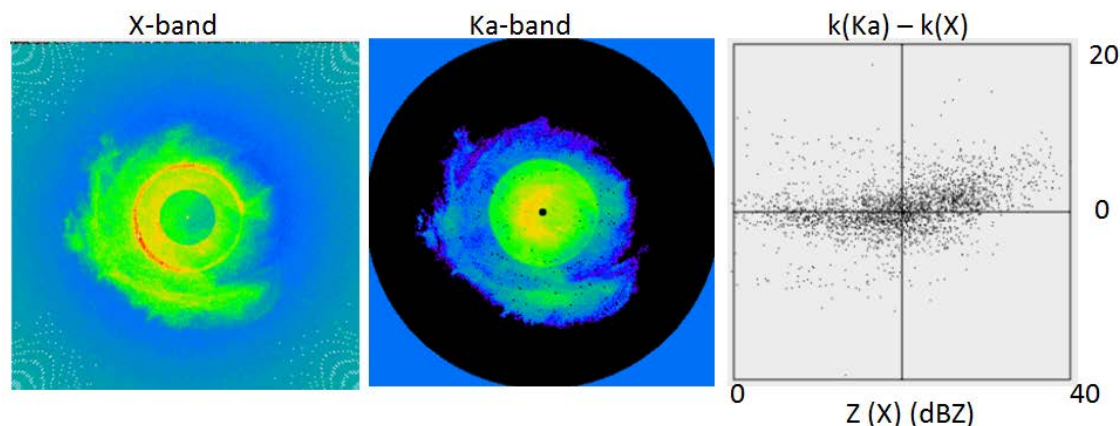 X-band
Ka-band
k(Ka) – k(X)
20
0
0
40
Z (X) (dBZ)